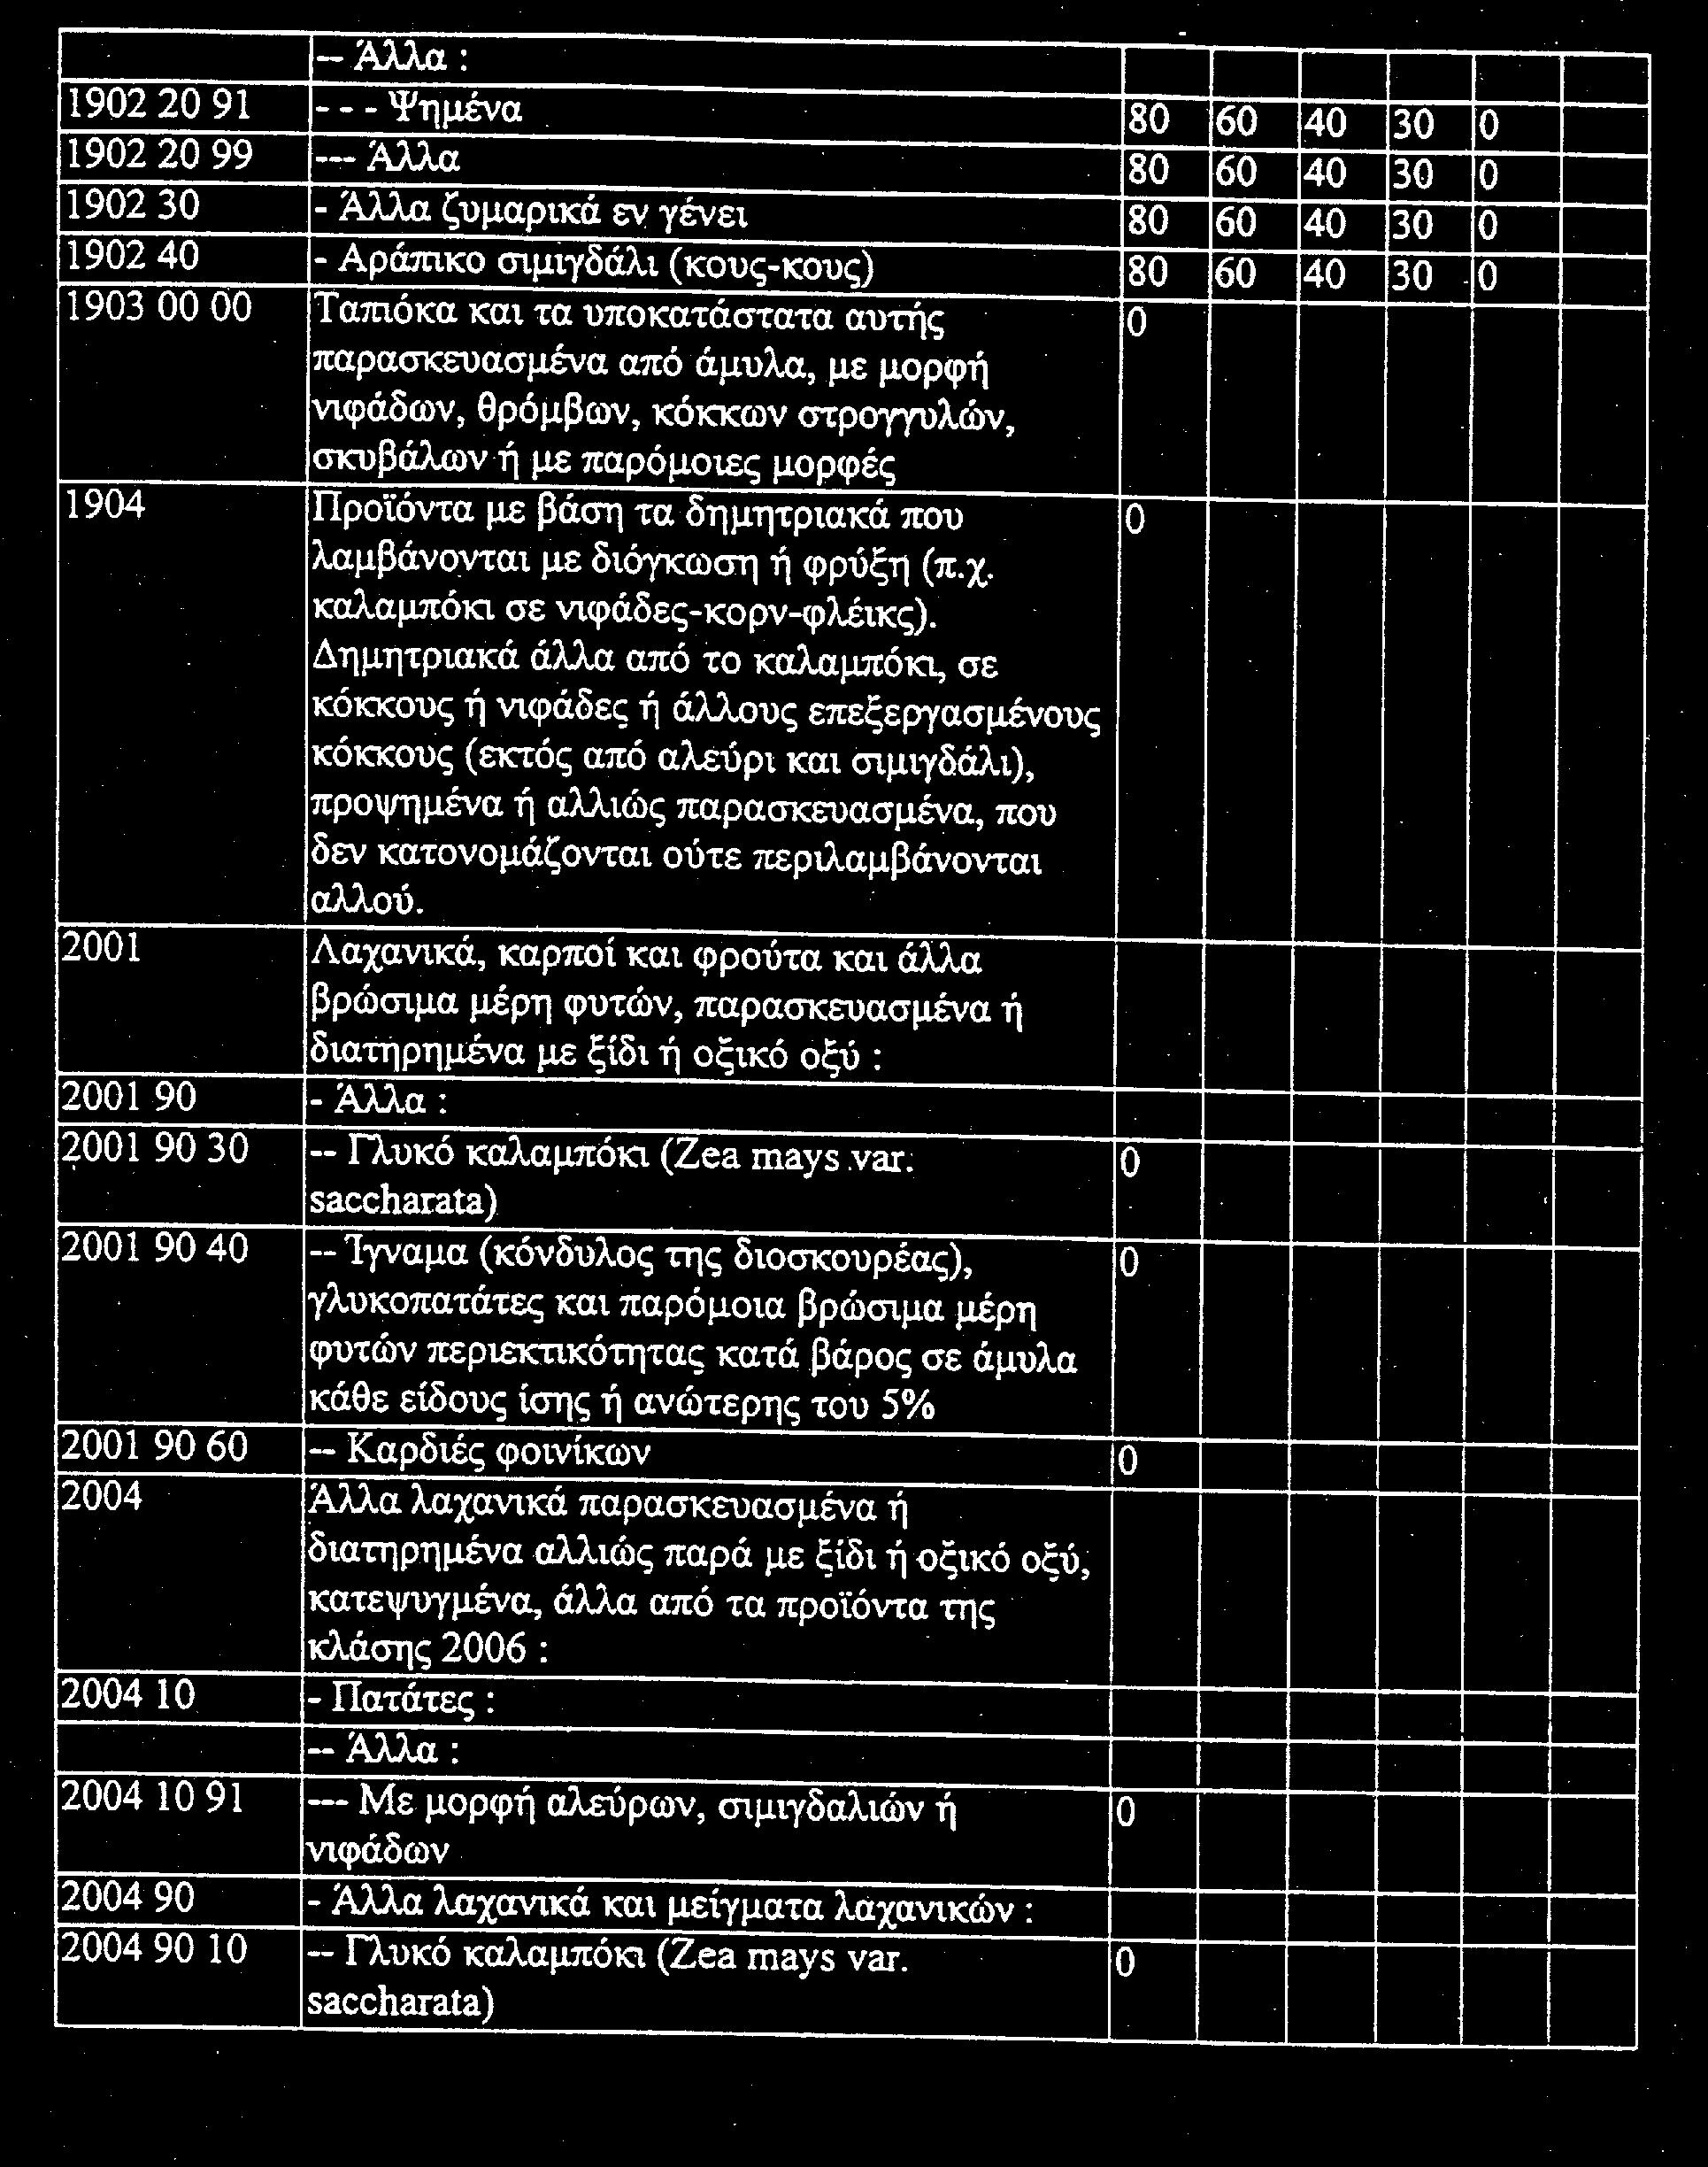 -- Άλλα :
1902 20 91 - - - Ψημένα 80 60 40 30 0
1902 20 99 --- Άλλα 80 60 40 30 0
1902 30 - Άλλα ζυμαρικά εν γένει 80 60 40 30 0
1902 40 - Αράπικο σιμιγδάλι (κους-κους) 80 60 40 30 0
1903 00 00 Ταπιόκα και τα υποκατάστατα αυτής 0
παρασκευασμένα από άμυλα, με μορφή
νιφάδων, θρόμβων, κόκκων στρογγυλών,
σκυβάλων ή με παρόμοιες μορφές
1904 Προϊόντα με βάση τα δημητριακά που 0
λαμβάνονται με διόγκωση ή φρύξη (π.χ.
καλαμπόκι σε νιφάδες-κορν-φλέικς).
Δημητριακά άλλα από το καλαμπόκι, σε
κόκκους ή νιφάδες ή άλλους επεξεργασμένους
κόκκους (εκτός από αλεύρι και σιμιγδάλι),
προψημένα ή αλλιώς παρασκευασμένα, που
δεν κατονομάζονται ούτε περιλαμβάνονται
αλλού.
2001 Λαχανικά, καρποί και φρούτα και άλλα
βρώσιμα μέρη φυτών, παρασκευασμένα ή
διατηρημένα με ξίδι ή οξικό οξύ :
2001 90 - Άλλα :
2001 90 30 -- Γλυκό καλαμπόκι (Zea mays var. 0
saccharata)
2001 90 40 -- Ίγναμα (κόνδυλος της διοσκουρέας), 0
γλυκοπατάτες και παρόμοια βρώσιμα μέρη
φυτών περιεκτικότητας κατά βάρος σε άμυλα
κάθε είδους ίσης ή ανώτερης του 5%
2001 90 60 -- Καρδιές φοινίκων 0
2004 Άλλα λαχανικά παρασκευασμένα ή
διατηρημένα αλλιώς παρά με ξίδι ή οξικό οξύ,
κατεψυγμένα, άλλα από τα προϊόντα της
κλάσης 2006 :
2004 10 - Πατάτες :
-- Άλλα :
2004 10 91 --- Με μορφή αλεύρων, σιμιγδαλιών ή 0
νιφάδων
2004 90 - Άλλα λαχανικά και μείγματα λαχανικών :
2004 90 10 -- Γλυκό καλαμπόκι (Zea mays var. 0
saccharata)